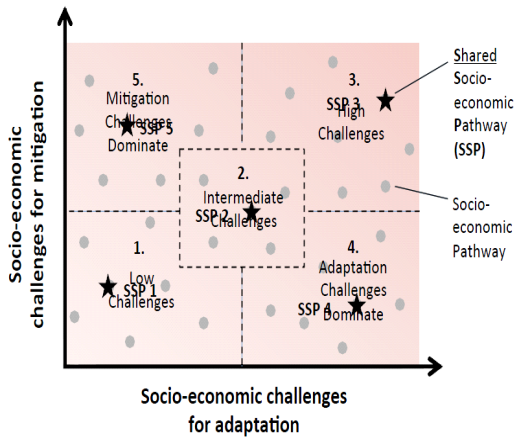 Socio-economic
challenges for mitigation
5.
Mitigation
Challenges
SSP 5
Dominate
3.
SSP 3
High
Challenges
2.
Intermediate
SSP 2
Challenges
1.
Low
SSP 1
Challenges
4.
Adaptation
Challenges
SSP 4
Dominate
Shared
Socio-
economic
Pathway
(SSP)
Socio-
economic
Pathway
Socio-economic challenges
for adaptation